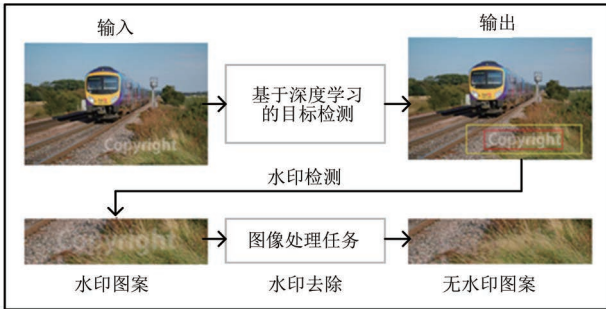 输入
输出
基于深度学习
的目标检测
Copyright
Copyright
水印检测
Copyright
图像处理任务
水印图案
水印去除
无水印图案